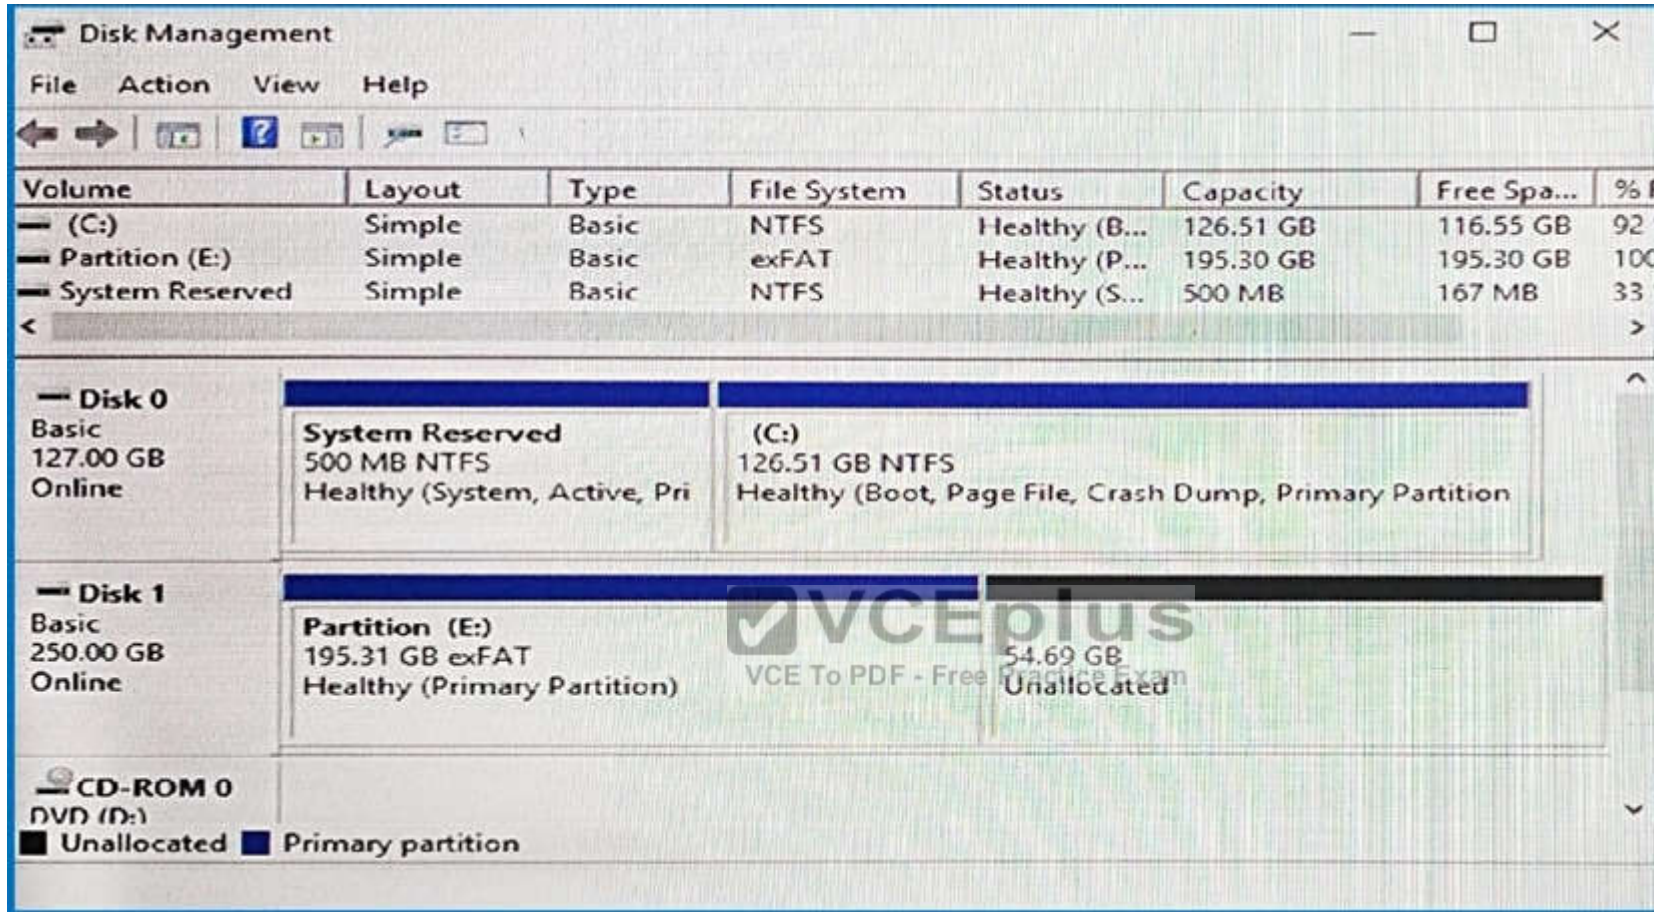 Disk Management
File Action View Help
Volume Layout Type File System Status Capacity Free Spa... %
(C:) Simple Basic NTFS Healthy (B... 126.51 GB 116.55 GB 92
Partition (E:) Simple Basic exFAT Healthy (P... 195.30 GB 195.30 GB 100
System Reserved Simple Basic NTFS Healthy (S... 500 MB 167 MB 33
Disk 0
Basic
127.00 GB
Online
System Reserved
500 MB NTFS
Healthy (System, Active, Pri
(C:)
126.51 GB NTFS
Healthy (Boot, Page File, Crash Dump, Primary Partition
Disk 1
Basic
250.00 GB
Online
Partition (E:)
195.31 GB exFAT
Healthy (Primary Partition)
54.69 GB
Unallocated
VCEplus
VCE To PDF - Free Practice Exam
CD-ROM 0
DVD (D:)
Unallocated Primary partition